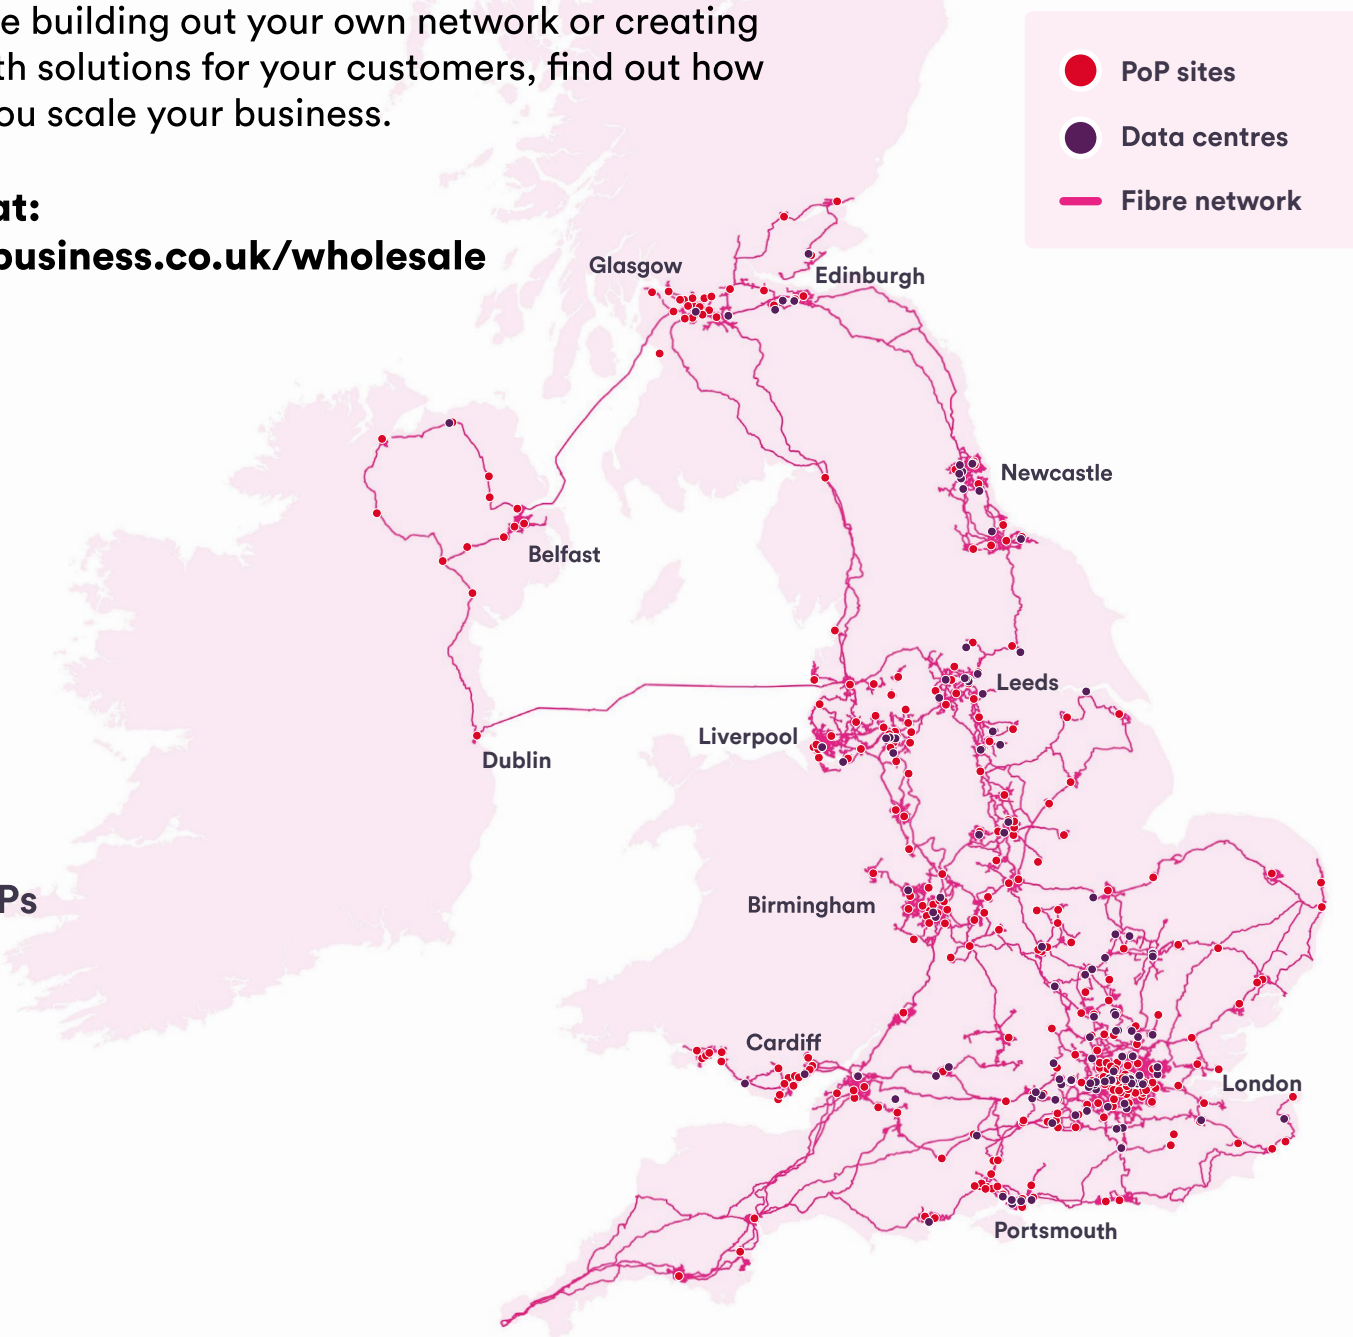 e building out your own network or creating
th solutions for your customers, find out how
ou scale your business.
at:
business.co.uk/wholesale
PoP sites
Data centres
Fibre network
Glasgow
Edinburgh
Newcastle
Belfast
Leeds
Liverpool
Dublin
Ps
Birmingham
Cardiff
London
Portsmouth